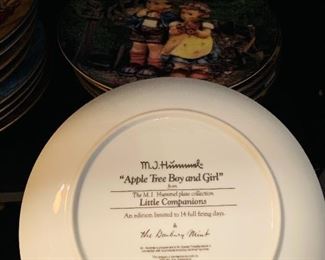 M.J. Hummel
"Apple Tree Boy and Girl"
from
The M.I. Hummel plate collection
Little Companions
An edition limited to 14 full firing days.
&
The Danbury Mint